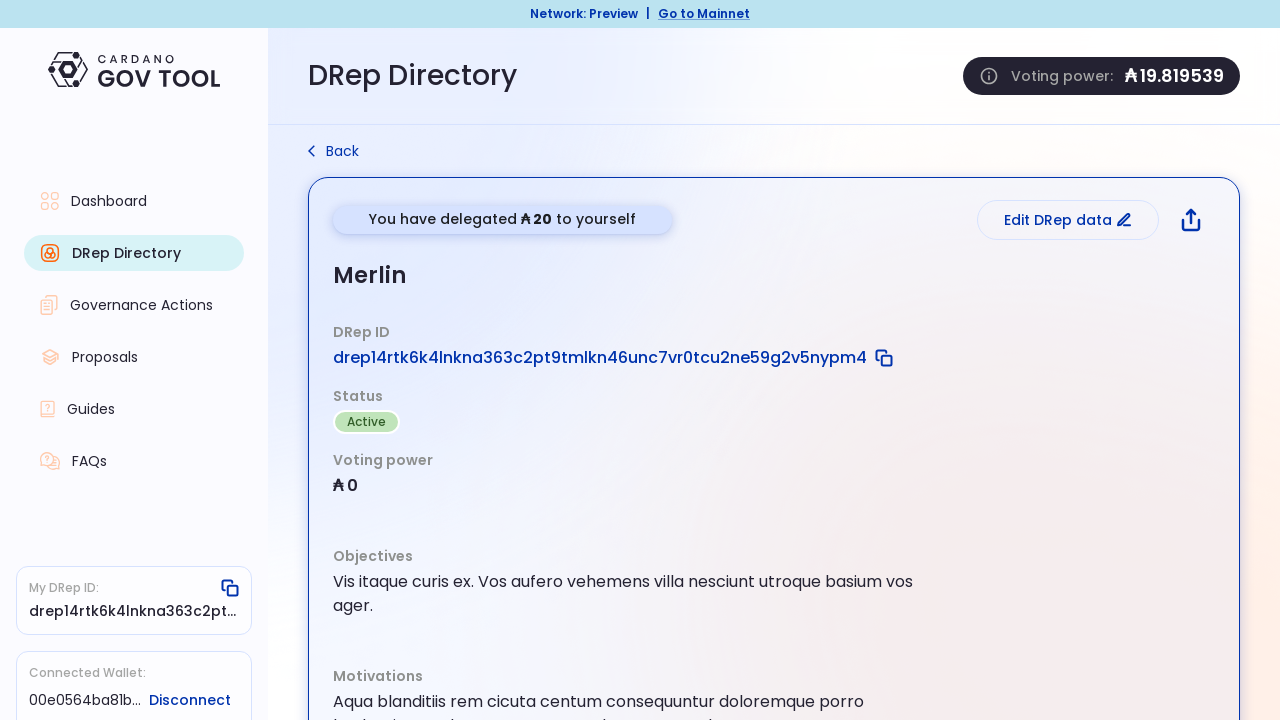 Network: Preview | Go to Mainnet
CARDANO
GOV TOOL
DRep Directory
Voting power: ₳19.819539
Back
Dashboard
DRep Directory
Governance Actions
Proposals
Guides
FAQs
My DRep ID:
drep14rtk6k4lnkna363c2pt...
Connected Wallet:
00e0564ba81b... Disconnect
You have delegated ₳20 to yourself
Edit DRep data
Merlin
DRep ID
drep14rtk6k4lnkna363c2pt9tmlkn46unc7vr0tcu2ne59g2v5nypm4
Status
Active
Voting power
₳0
Objectives
Vis itaque curis ex. Vos aufero vehemens villa nesciunt utroque basium vos
ager.
Motivations
Aqua blanditiis rem cicuta centum consequuntur doloremque porro